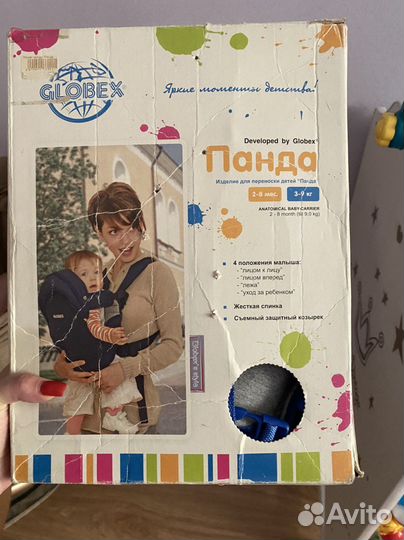 GLOBEX
Яркие моменты детства!
Developed by Globex®
Панда
Изделие для переноски детей "Панда"
2-8 мес.
3-9 кг
ANATOMICAL BABY-CARRIER
2 - 8 month (till 9,0 kg)
4 положения малыша:
- "лицом к лицу"
- "лицом вперед"
- "лежа"
- "уход за ребенком"
Жесткая спинка
Съемный защитный козырек
Globex's style
Avito